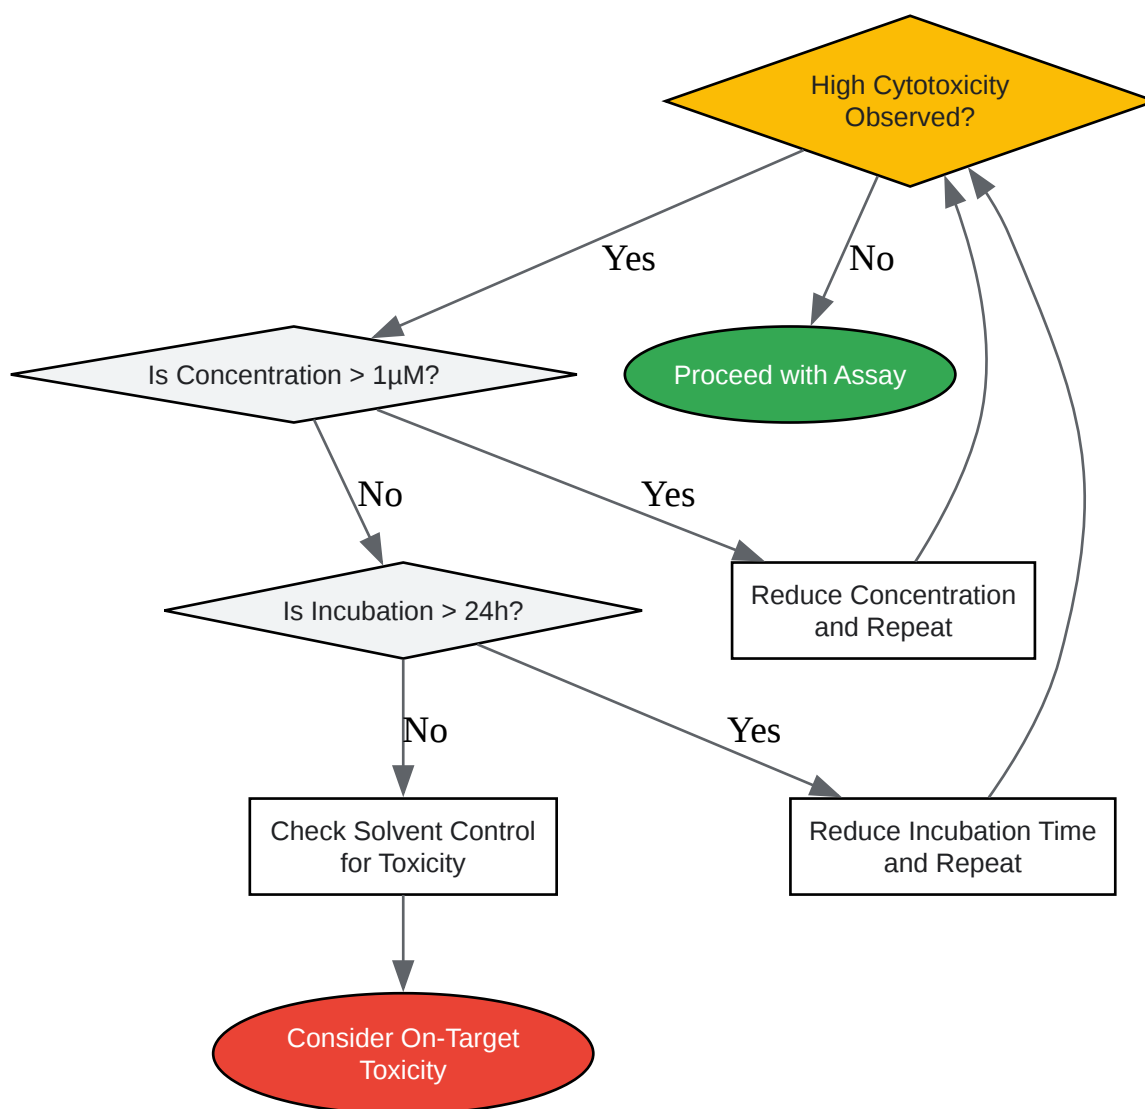 High Cytotoxicity
Observed?
Yes
No
Is Concentration > 1µM?
Proceed with Assay
No
Yes
Is Incubation > 24h?
Reduce Concentration
and Repeat
No
Yes
Check Solvent Control
for Toxicity
Reduce Incubation Time
and Repeat
Consider On-Target
Toxicity